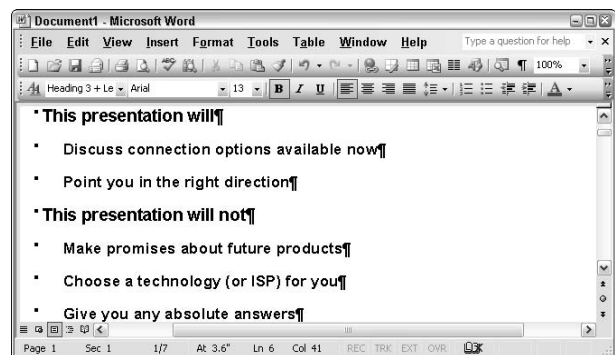 Document1 - Microsoft Word
File Edit View Insert Format Tools Table Window Help Type a question for help
¶ 100%
Heading 3 + Le Arial 13 B I U A
This presentation will¶
Discuss connection options available now¶
Point you in the right direction¶
This presentation will not¶
Make promises about future products¶
Choose a technology (or ISP) for you¶
Give you any absolute answers¶
Page 1 Sec 1 1/7 At 3.6" Ln 6 Col 41 REC TRK EXT OVR